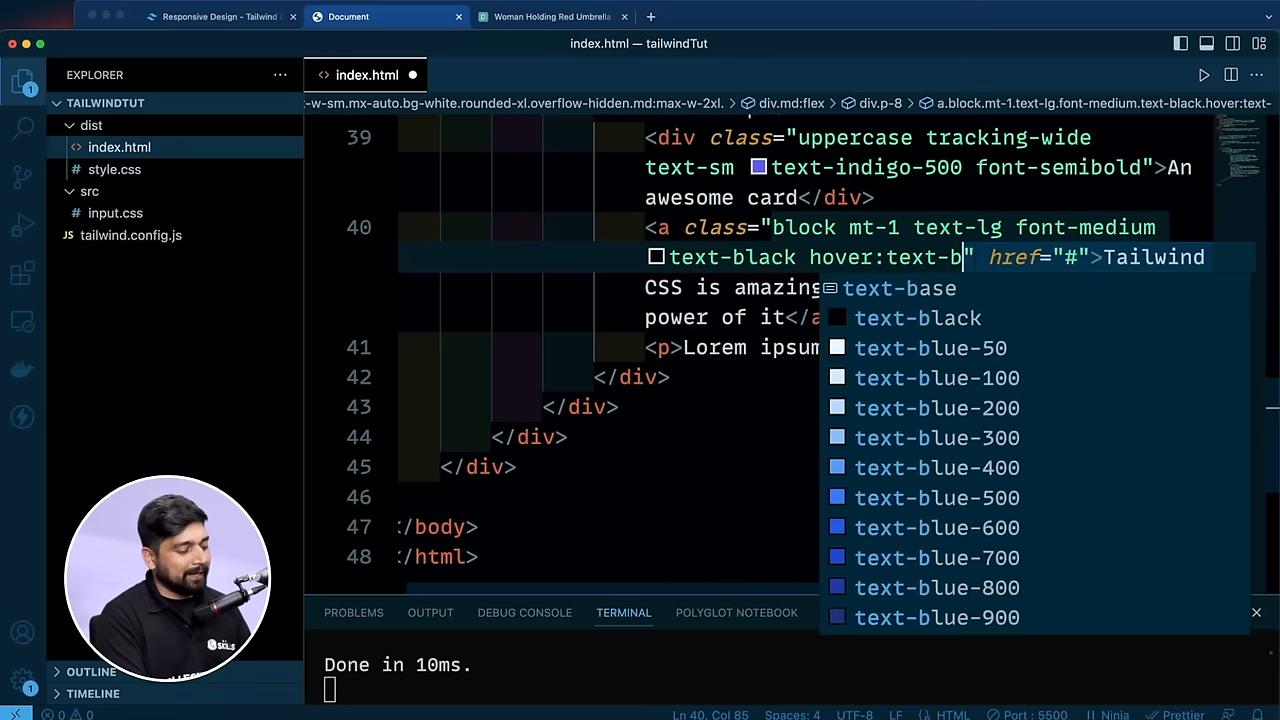 Responsive Design - Tailwind
Document
Woman Holding Red Umbrella
index.html — tailwindTut
EXPLORER
TAILWINDTUT
dist
index.html
style.css
src
input.css
tailwind.config.js
OUTLINE
TIMELINE
index.html
t-w-sm.mx-auto.bg-white.rounded-xl.overflow-hidden.md:max-w-2xl. > div.md:flex > div.p-8 > a.block.mt-1.text-lg.font-medium.text-black.hover:text-
39 <div class="uppercase tracking-wide
text-sm text-indigo-500 font-semibold">An
awesome card</div>
40 <a class="block mt-1 text-lg font-medium
text-black hover:text-b" href="#">Tailwind
CSS is amazing
power of it</a
41 <p>Lorem ipsum
42 </div>
43 </div>
44 </div>
45 </div>
46
47 </body>
48 </html>
text-base
text-black
text-blue-50
text-blue-100
text-blue-200
text-blue-300
text-blue-400
text-blue-500
text-blue-600
text-blue-700
text-blue-800
text-blue-900
PROBLEMS OUTPUT DEBUG CONSOLE TERMINAL POLYGLOT NOTEBOOK
Done in 10ms.
SKILLS
1
1
0 0 Ln 40, Col 85 Spaces: 4 UTF-8 LF HTML Port : 5500 Ninja Prettier